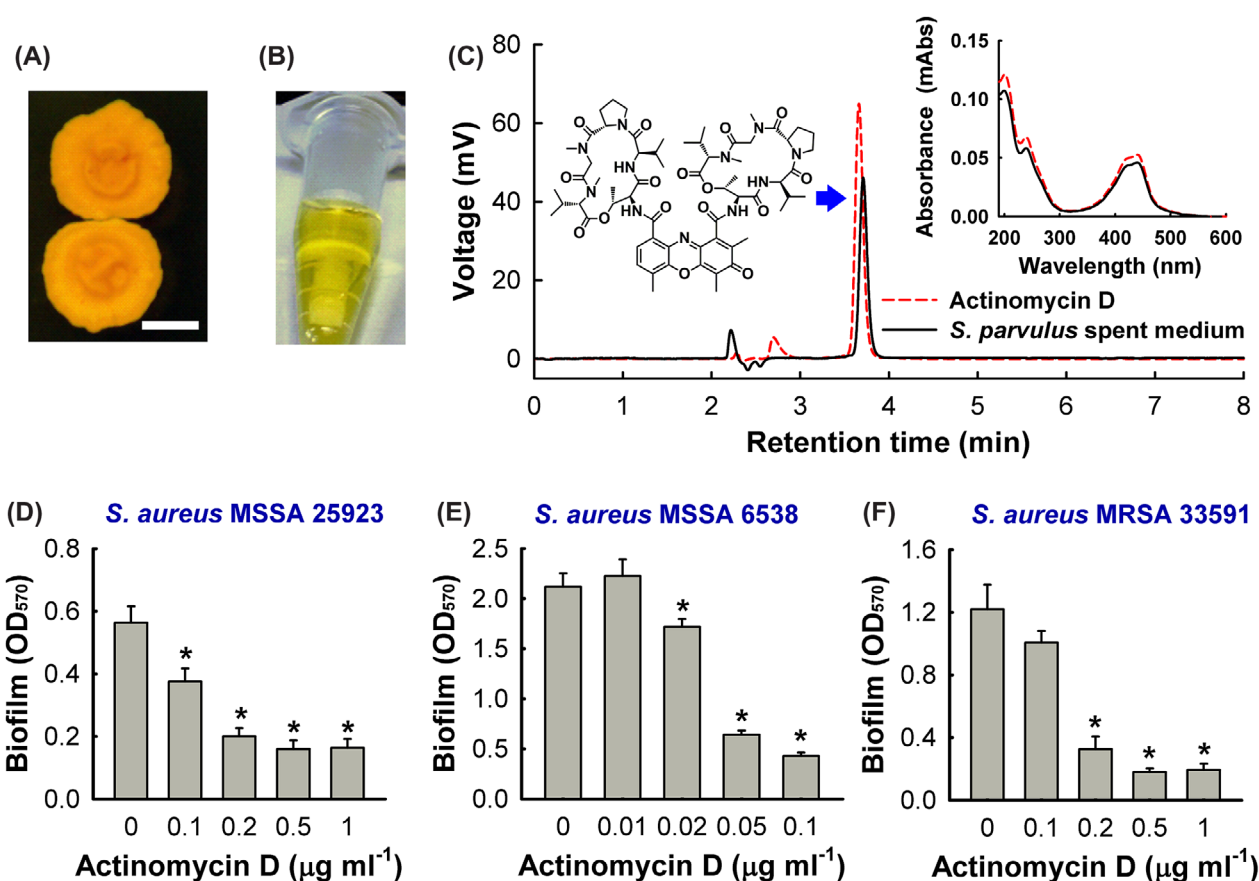 (A)
(B)
(C)
Voltage (mV)
80
60
40
20
0
0 1 2 3 4 5 6 7 8
Retention time (min)
Absorbance (mAbs)
0.15
0.10
0.05
0.00
200 300 400 500 600
Wavelength (nm)
Actinomycin D
S. parvulus spent medium
(D)
S. aureus MSSA 25923
Biofilm (OD570)
0.8
0.6
0.4
0.2
0.0
* * * *
0 0.1 0.2 0.5 1
Actinomycin D (μg ml-1)
(E)
S. aureus MSSA 6538
Biofilm (OD570)
2.5
2.0
1.5
1.0
0.5
0.0
* * *
0 0.01 0.02 0.05 0.1
Actinomycin D (μg ml-1)
(F)
S. aureus MRSA 33591
Biofilm (OD570)
1.6
1.2
0.8
0.4
0.0
* * *
0 0.1 0.2 0.5 1
Actinomycin D (μg ml-1)